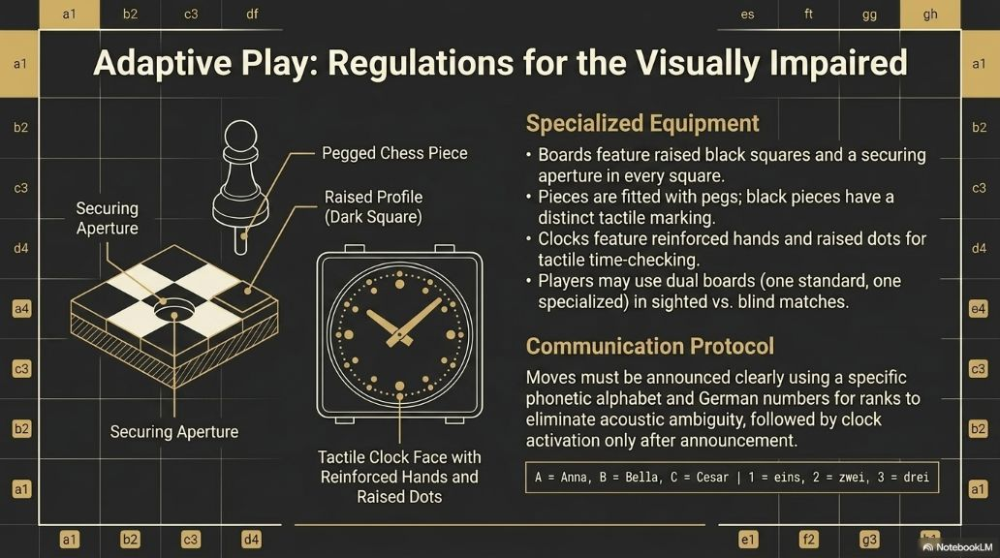 a1 b2 c3 df es ft gg gh
Adaptive Play: Regulations for the Visually Impaired
a1
b2
c3
d4
a4
c3
b2
a1
Pegged Chess Piece
Raised Profile
(Dark Square)
Securing
Aperture
Securing Aperture
Tactile Clock Face with
Reinforced Hands and
Raised Dots
Specialized Equipment
• Boards feature raised black squares and a securing
aperture in every square.
• Pieces are fitted with pegs; black pieces have a
distinct tactile marking.
• Clocks feature reinforced hands and raised dots for
tactile time-checking.
• Players may use dual boards (one standard, one
specialized) in sighted vs. blind matches.
Communication Protocol
Moves must be announced clearly using a specific
phonetic alphabet and German numbers for ranks to
eliminate acoustic ambiguity, followed by clock
activation only after announcement.
A = Anna, B = Bella, C = Cesar | 1 = eins, 2 = zwei, 3 = drei
a1
b2
c3
d4
e4
c3
b2
a1
a1 b2 c3 d4 e1 f2 g3
NotebookLM